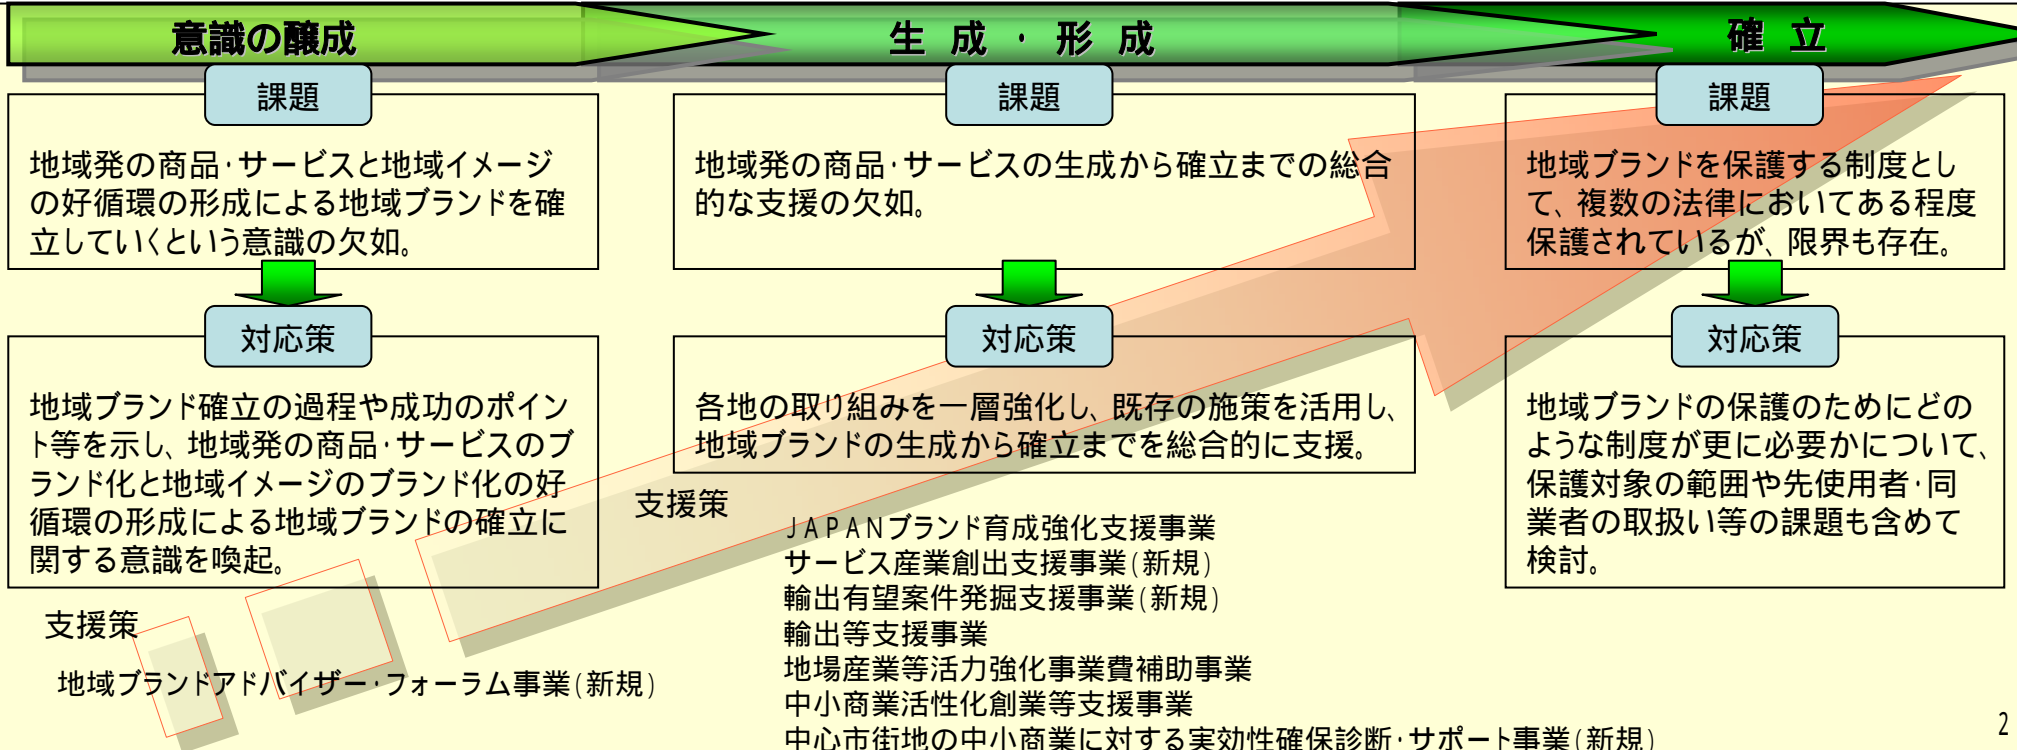 意識の醸成
課題
地域発の商品・サービスと地域イメージ
の好循環の形成による地域ブランドを確
立していくという意識の欠如。
対応策
地域ブランド確立の過程や成功のポイン
ト等を示し、地域発の商品・サービスのブ
ランド化と地域イメージのブランド化の好
循環の形成による地域ブランドの確立に
関する意識を喚起。
支援策
地域ブランドアドバイザー・フォーラム事業(新規)
生成・形成
課題
地域発の商品・サービスの生成から確立までの総合
的な支援の欠如。
対応策
各地の取り組みを一層強化し、既存の施策を活用し、
地域ブランドの生成から確立までを総合的に支援。
支援策
JAPANブランド育成強化支援事業
サービス産業創出支援事業(新規)
輸出有望案件発掘支援事業(新規)
輸出等支援事業
地場産業等活力強化事業費補助事業
中小商業活性化創業等支援事業
中心市街地の中小商業に対する実効性確保診断・サポート事業(新規)
確立
課題
地域ブランドを保護する制度とし
て、複数の法律においてある程度
保護されているが、限界も存在。
対応策
地域ブランドの保護のためにどの
ような制度が更に必要かについて、
保護対象の範囲や先使用者・同
業者の取扱い等の課題も含めて
検討。
2